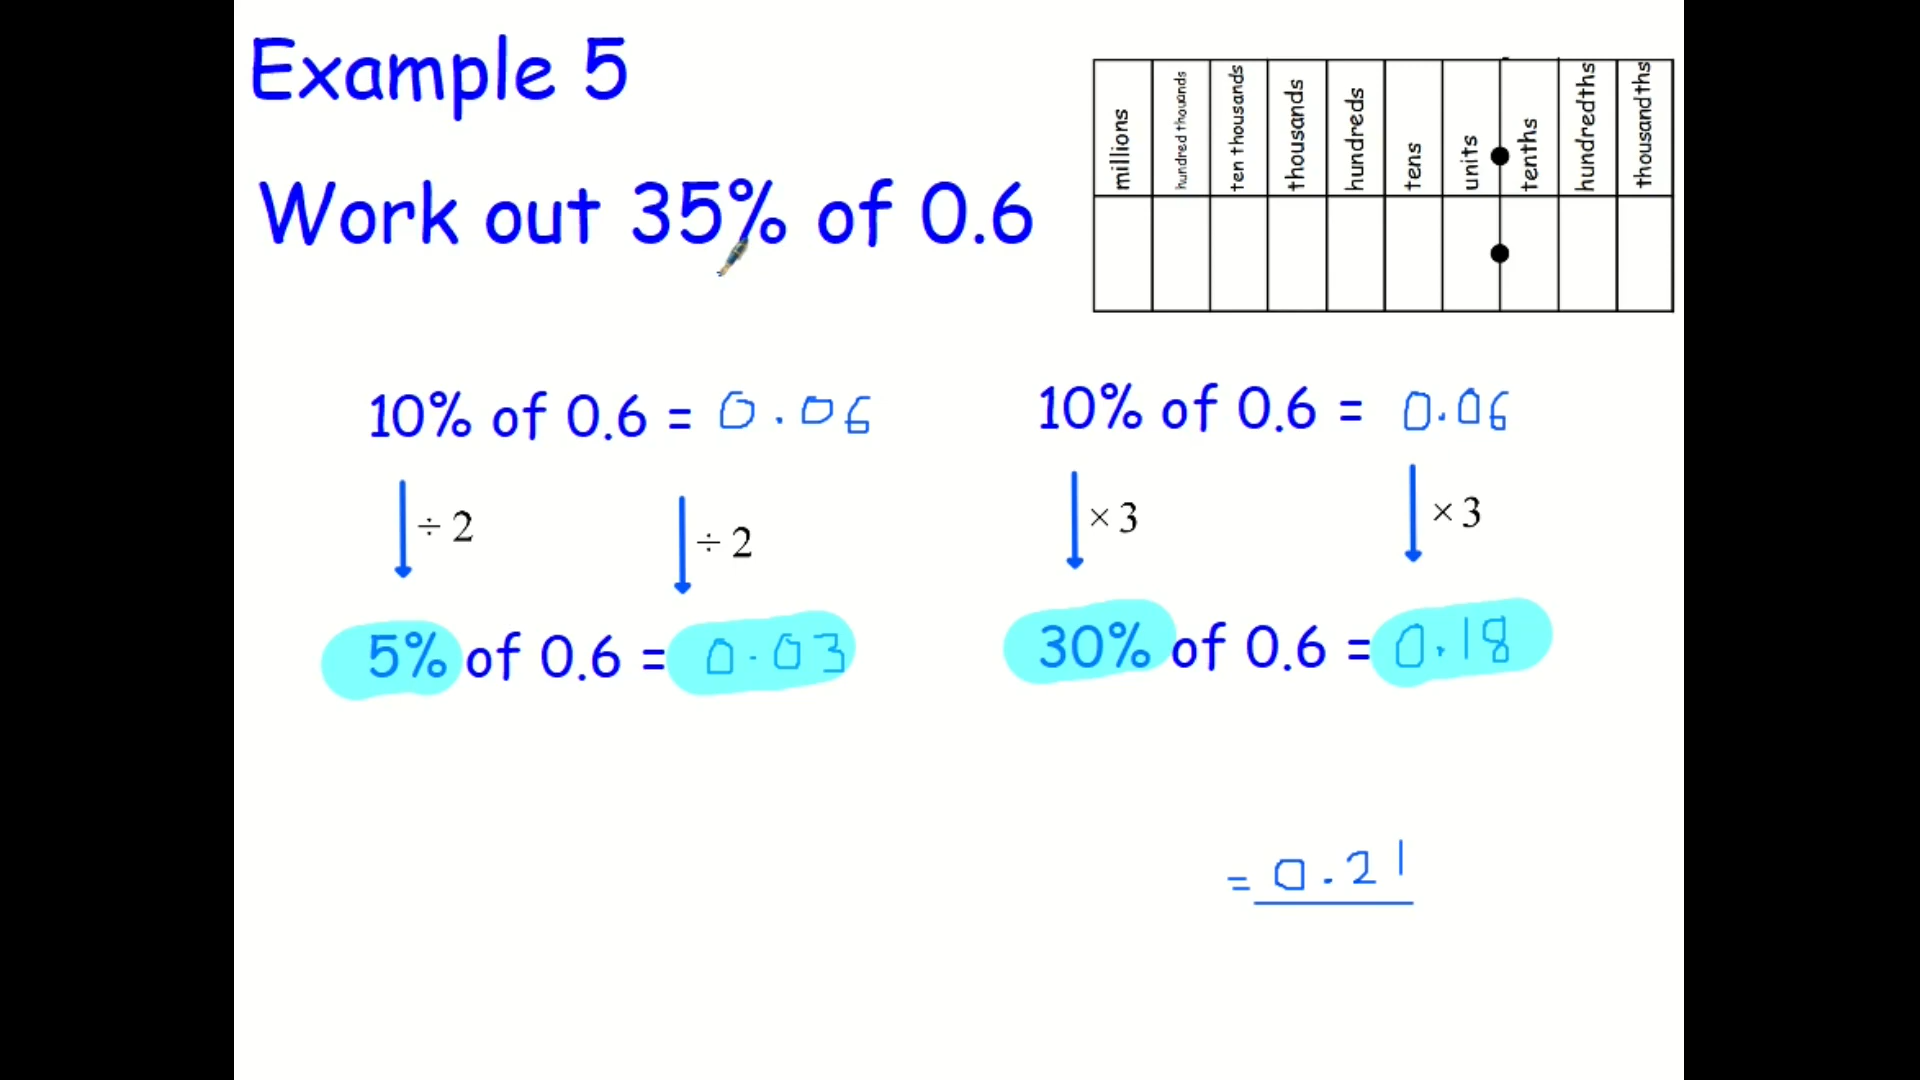 Example 5
Work out 35% of 0.6
millions
hundred thouands
ten thousands
thousands
hundreds
tens
units
tenths
hundredths
thousandths
10% of 0.6 = 0.06
÷ 2
÷ 2
5% of 0.6 = 0.03
10% of 0.6 = 0.06
× 3
× 3
30% of 0.6 = 0.18
= 0.21